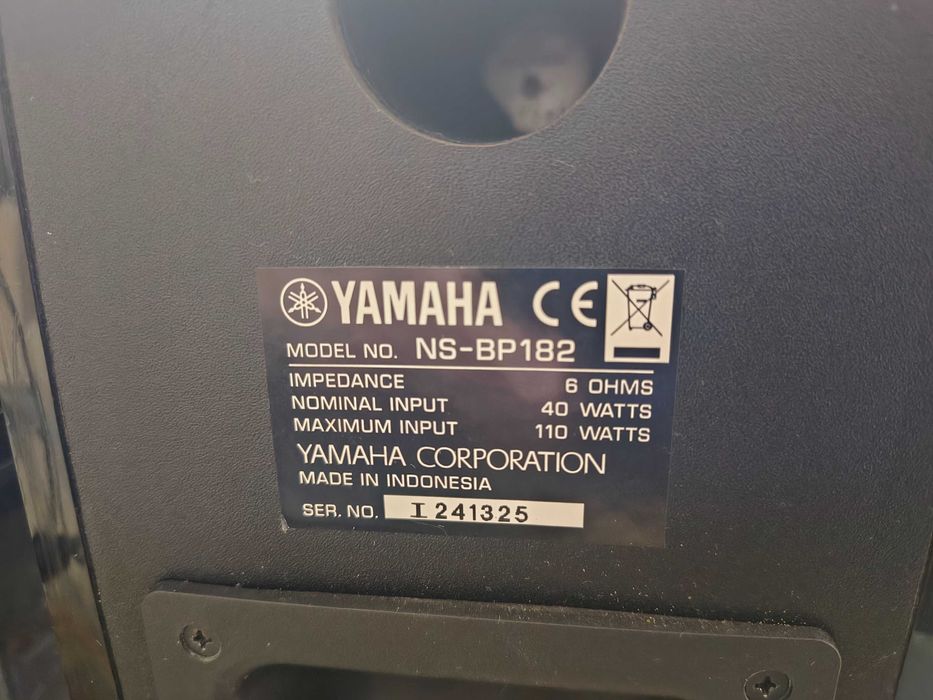 YAMAHA CE
MODEL NO. NS-BP182
IMPEDANCE 6 OHMS
NOMINAL INPUT 40 WATTS
MAXIMUM INPUT 110 WATTS
YAMAHA CORPORATION
MADE IN INDONESIA
SER. NO. I 241325